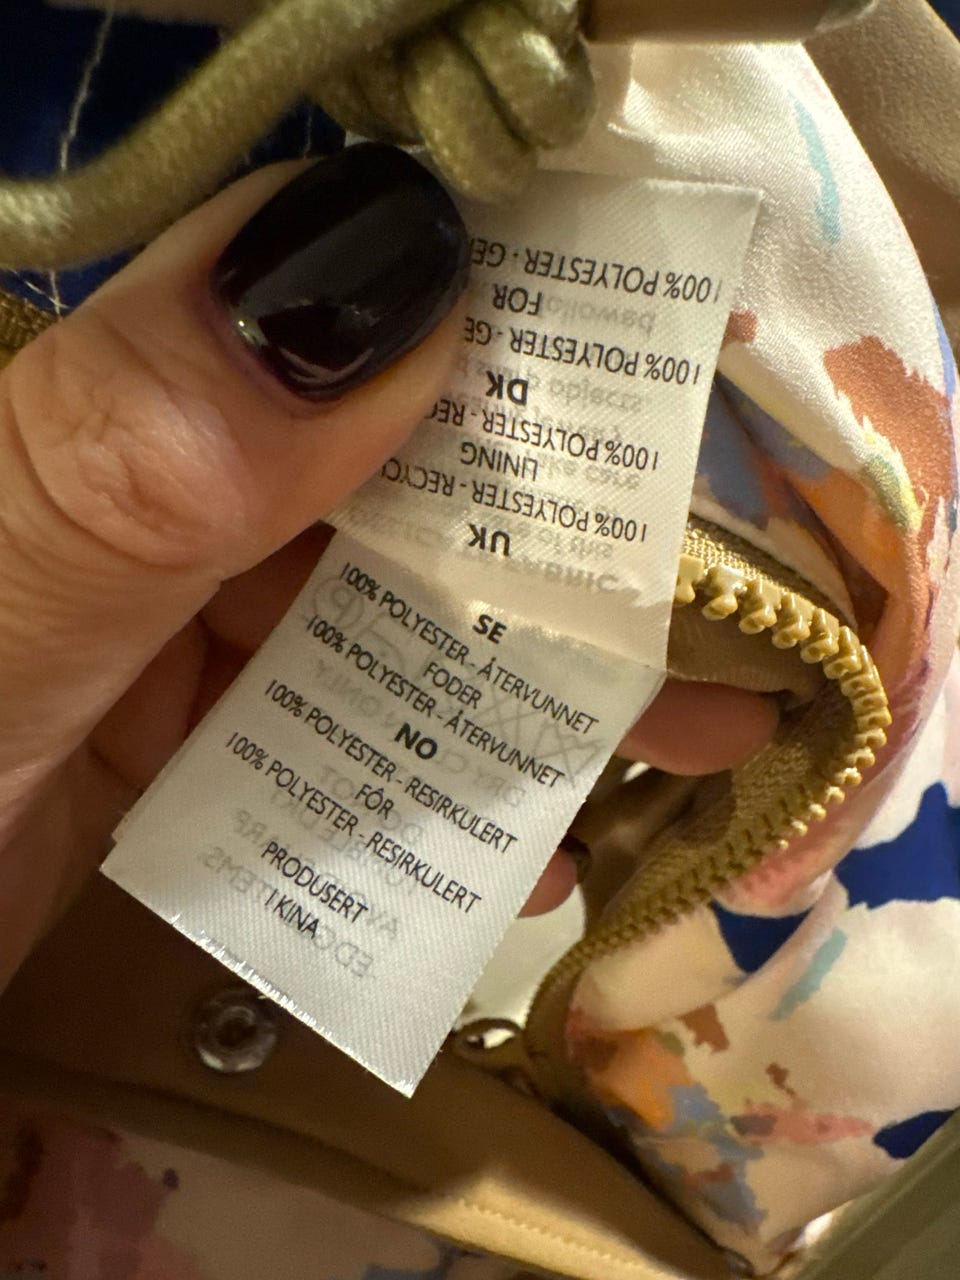 UK
100% POLYESTER - RECYC
LINING
100% POLYESTER - REC
DK
100% POLYESTER - GE
FOR
100% POLYESTER - GE
SE
100% POLYESTER - ÅTERVUNNET
FODER
100% POLYESTER - ÅTERVUNNET
NO
100% POLYESTER - RESIRKULERT
FÔR
100% POLYESTER - RESIRKULERT
PRODUSERT
I KINA